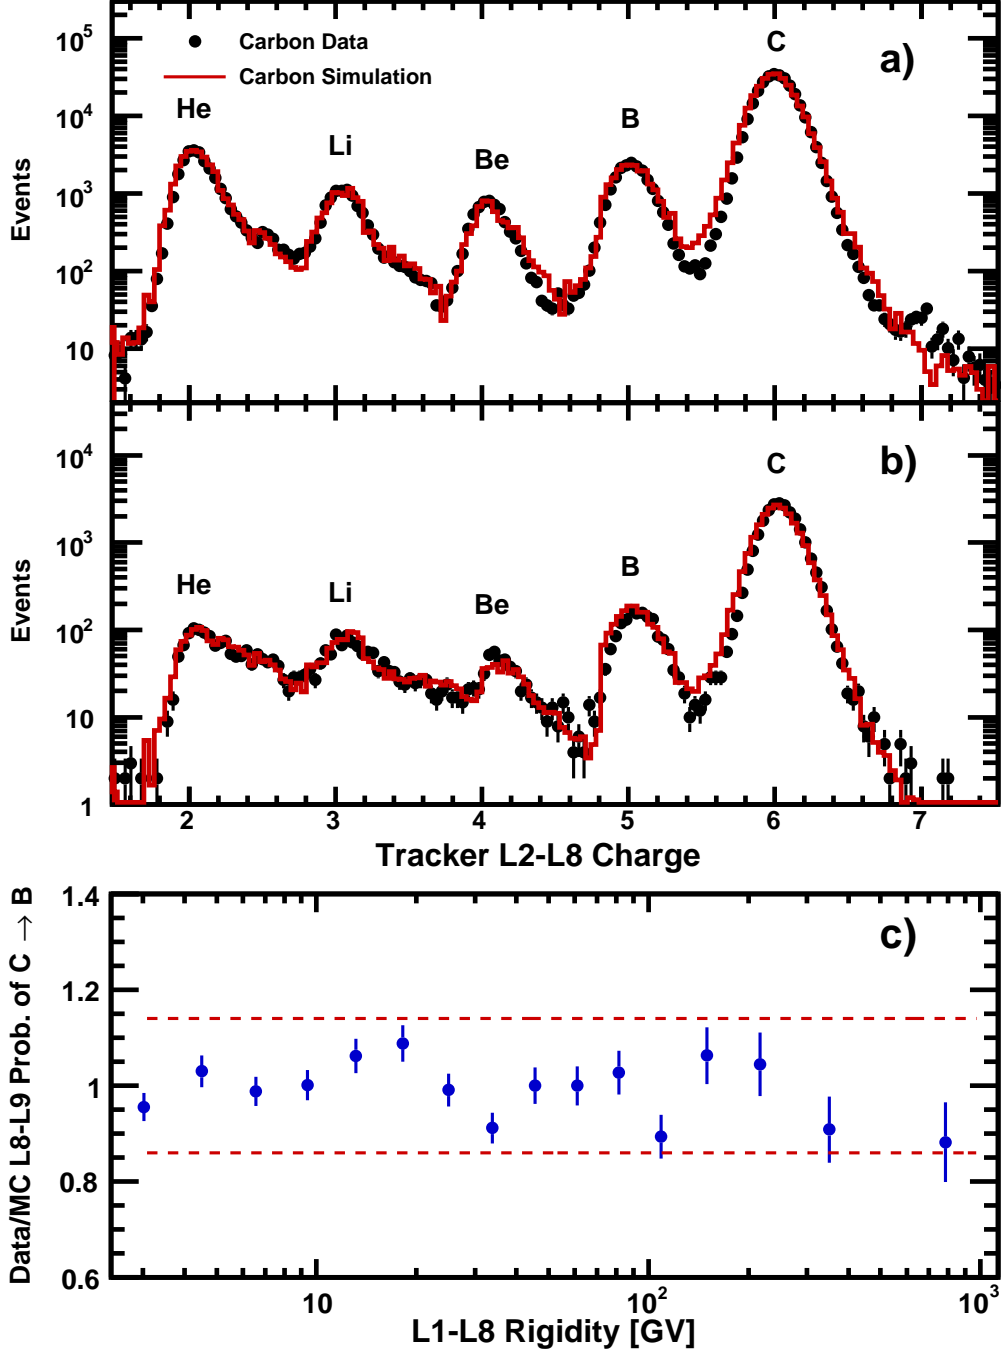 a)
Carbon Data
Carbon Simulation
He
Li
Be
B
C
Events
10⁵
10⁴
10³
10²
10
b)
He
Li
Be
B
C
Events
10⁴
10³
10²
10
1
2 3 4 5 6 7
Tracker L2-L8 Charge
c)
Data/MC L8-L9 Prob. of C → B
1.4
1.2
1
0.8
0.6
10 10² 10³
L1-L8 Rigidity [GV]